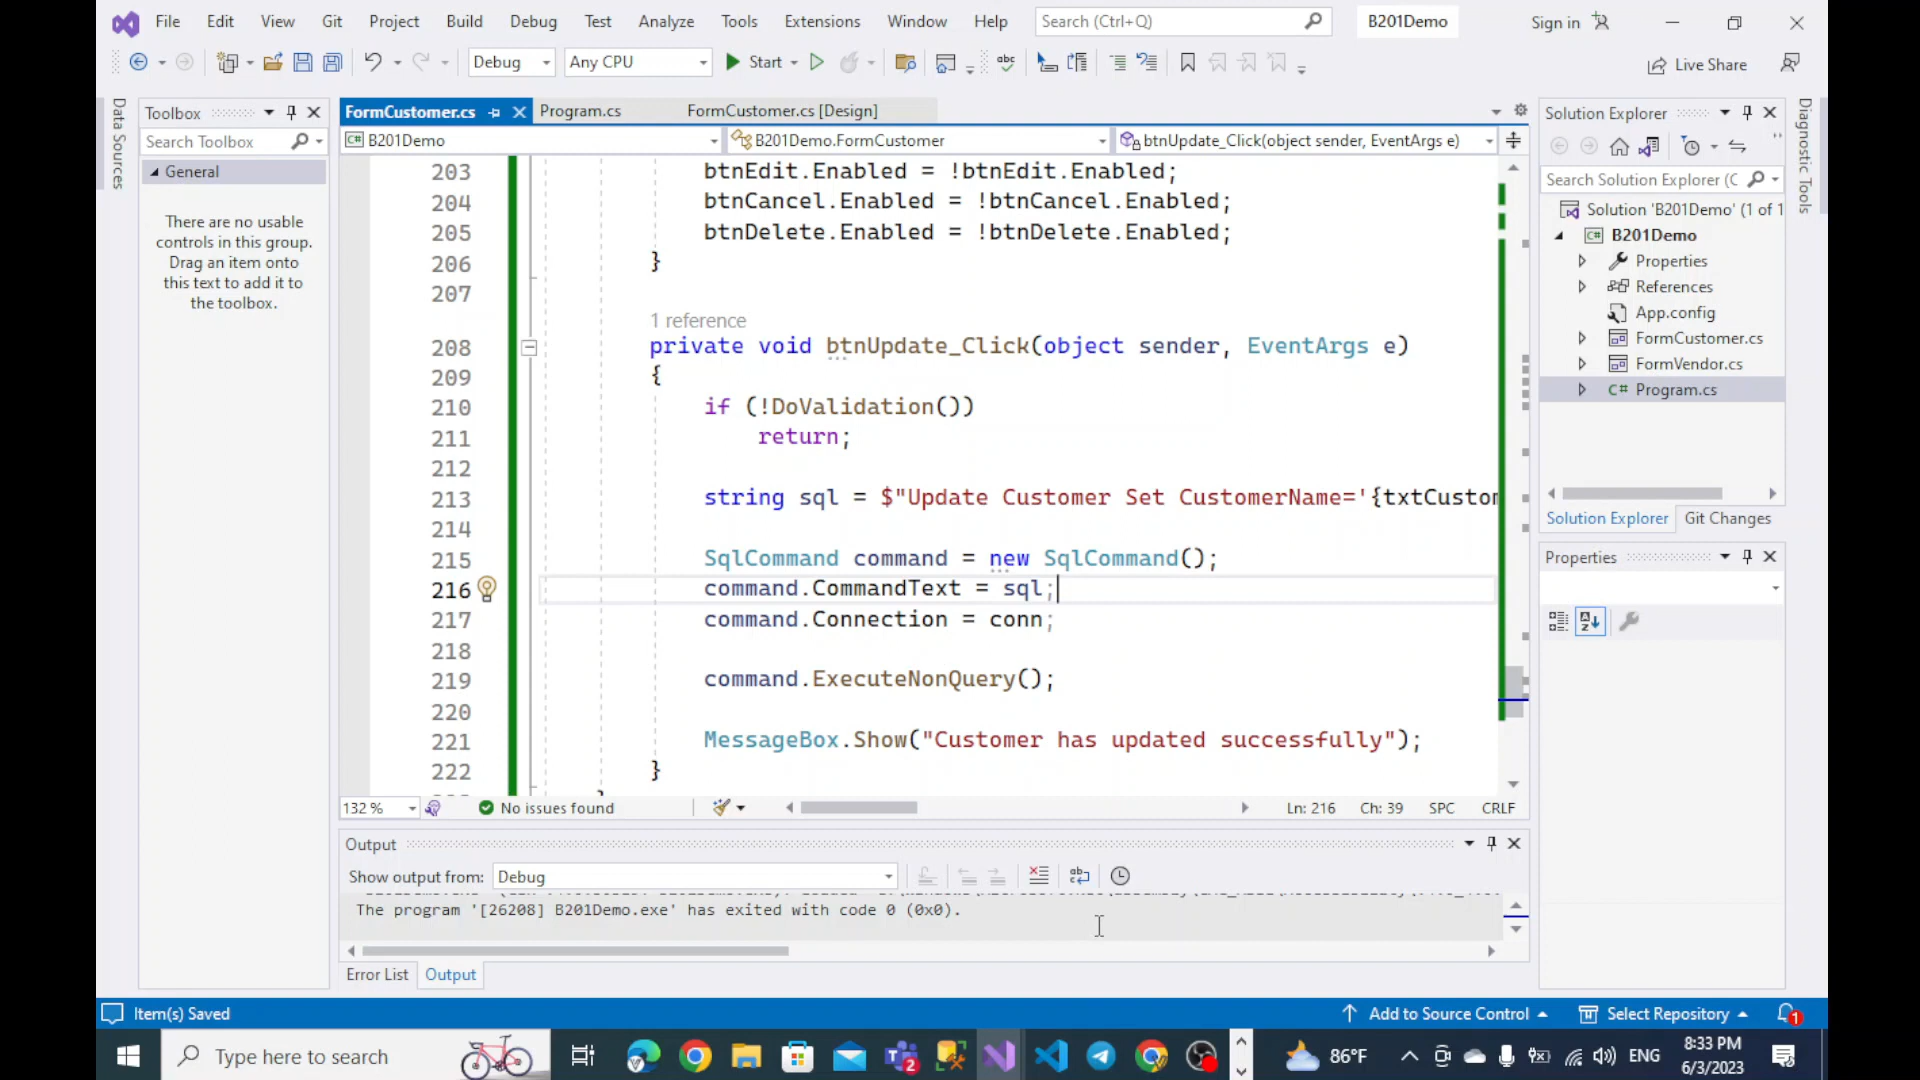 File Edit View Git Project Build Debug Test Analyze Tools Extensions Window Help Search (Ctrl+Q) B201Demo Sign in
Debug Any CPU Start Live Share
Data Sources
Toolbox
Search Toolbox
General
There are no usable
controls in this group.
Drag an item onto
this text to add it to
the toolbox.
FormCustomer.cs Program.cs FormCustomer.cs [Design]
B201Demo B201Demo.FormCustomer btnUpdate_Click(object sender, EventArgs e)
203 btnEdit.Enabled = !btnEdit.Enabled;
204 btnCancel.Enabled = !btnCancel.Enabled;
205 btnDelete.Enabled = !btnDelete.Enabled;
206 }
207
1 reference
208 private void btnUpdate_Click(object sender, EventArgs e)
209 {
210 if (!DoValidation())
211 return;
212
213 string sql = $"Update Customer Set CustomerName='{txtCustom
214
215 SqlCommand command = new SqlCommand();
216 command.CommandText = sql;
217 command.Connection = conn;
218
219 command.ExecuteNonQuery();
220
221 MessageBox.Show("Customer has updated successfully");
222 }
132 % No issues found Ln: 216 Ch: 39 SPC CRLF
Output
Show output from: Debug
The program '[26208] B201Demo.exe' has exited with code 0 (0x0).
Error List Output
Solution Explorer
Search Solution Explorer (C
Solution 'B201Demo' (1 of 1
B201Demo
Properties
References
App.config
FormCustomer.cs
FormVendor.cs
C# Program.cs
Solution Explorer Git Changes
Properties
Diagnostic Tools
Item(s) Saved Add to Source Control Select Repository 1
Type here to search 2 86°F ENG 8:33 PM
6/3/2023